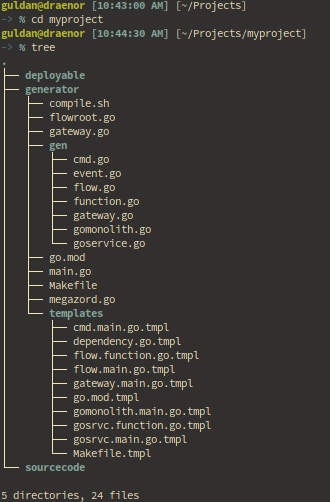 guldan@draenor [10:43:00 AM] [~/Projects]
-> % cd myproject
guldan@draenor [10:44:30 AM] [~/Projects/myproject]
-> % tree
.
├── deployable
├── generator
│   ├── compile.sh
│   ├── flowroot.go
│   ├── gateway.go
│   ├── gen
│   │   ├── cmd.go
│   │   ├── event.go
│   │   ├── flow.go
│   │   ├── function.go
│   │   ├── gateway.go
│   │   ├── gomonolith.go
│   │   └── goservice.go
│   ├── go.mod
│   ├── main.go
│   ├── Makefile
│   ├── megazord.go
│   └── templates
│       ├── cmd.main.go.tmpl
│       ├── dependency.go.tmpl
│       ├── flow.function.go.tmpl
│       ├── flow.main.go.tmpl
│       ├── gateway.main.go.tmpl
│       ├── go.mod.tmpl
│       ├── gomonolith.main.go.tmpl
│       ├── gosrvc.function.go.tmpl
│       ├── gosrvc.main.go.tmpl
│       └── Makefile.tmpl
└── sourcecode

5 directories, 24 files